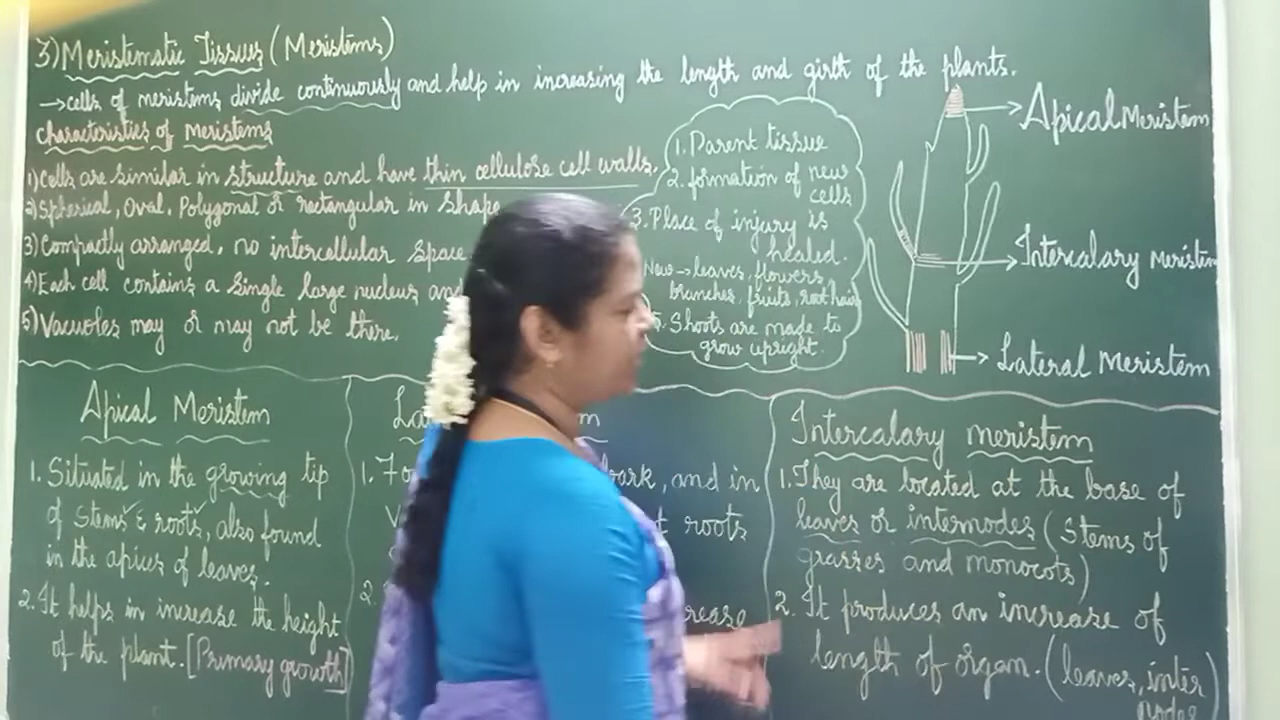 3) Meristematic Tissues (Meristems)
→cells of meristems divide continuously and help in increasing the length and girth of the plants.
characteristics of Meristems
1) Cells are similar in structure and have thin cellulose cell walls.
2) Spherical, Oval, Polygonal or rectangular in shape
3) Compactly arranged, no intercellular space
4) Each cell contains a single large nucleus and
5) Vacuoles may or may not be there.
1. Parent tissue
2. formation of new
cells
3. Place of injury is
healed.
New → leaves, flowers,
branches, fruits, root hair
5. Shoots are made to
grow upright.
Apical Meristem
Intercalary Meristem
Lateral Meristem
Apical Meristem
1. Situated in the growing tip
of stems & roots, also found
in the apices of leaves.
2. It helps in increase the height
of the plant. [Primary growth]
1.
bark, and in
roots
2.
Intercalary meristem
1. They are located at the base of
leaves or internodes (Stems of
grasses and monocots)
2. It produces an increase of
length of organ. (leaves, inter
node)